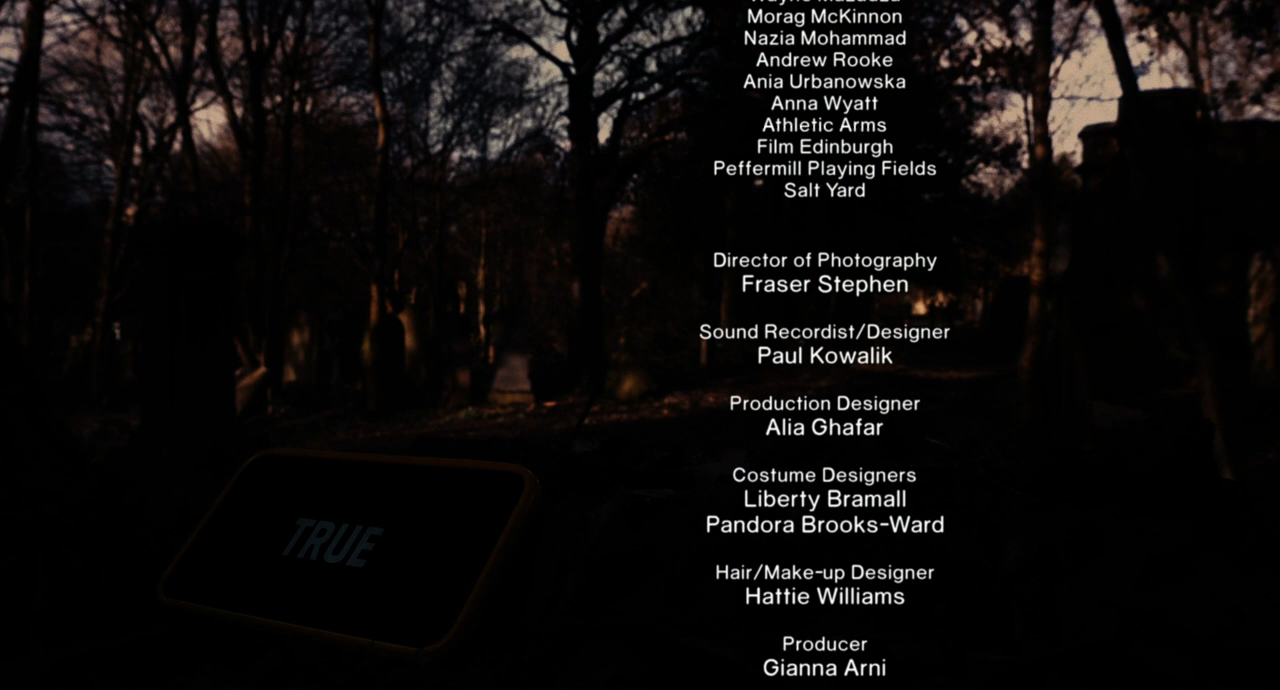 Morag McKinnon
Nazia Mohammad
Andrew Rooke
Ania Urbanowska
Anna Wyatt
Athletic Arms
Film Edinburgh
Peffermill Playing Fields
Salt Yard
Director of Photography
Fraser Stephen
Sound Recordist/Designer
Paul Kowalik
Production Designer
Alia Ghafar
Costume Designers
Liberty Bramall
Pandora Brooks-Ward
TRUE
Hair/Make-up Designer
Hattie Williams
Producer
Gianna Arni